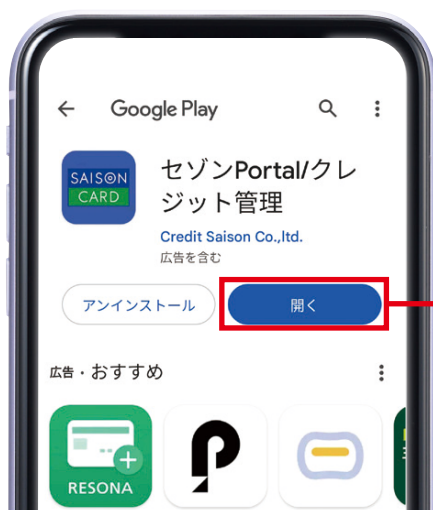 Google Play
SAISON
CARD
セゾンPortal/クレ
ジット管理
Credit Saison Co.,ltd.
広告を含む
アンインストール
開く
広告・おすすめ
RESONA